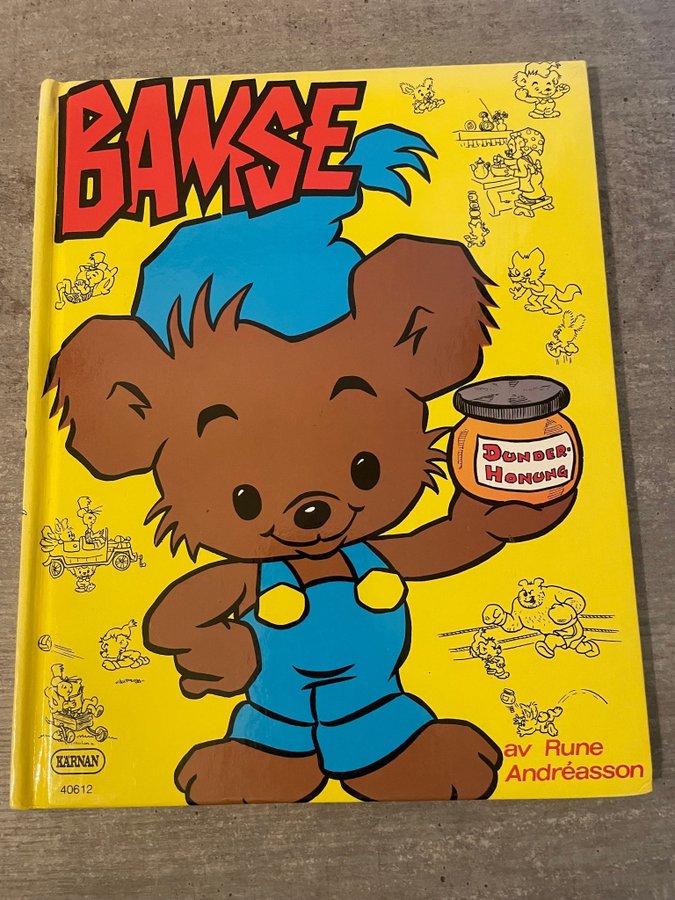 BAMSE
DUNDER-
HONUNG
av Rune
Andréasson
KÄRNAN
40612